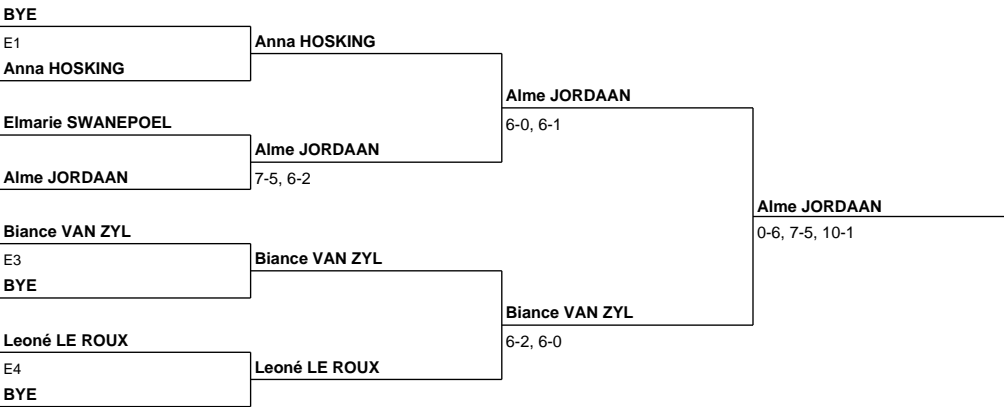 BYE
E1
Anna HOSKING
Anna HOSKING
Alme JORDAAN
6-0, 6-1
Elmarie SWANEPOEL
Alme JORDAAN
7-5, 6-2
Alme JORDAAN
Alme JORDAAN
0-6, 7-5, 10-1
Biance VAN ZYL
E3
BYE
Biance VAN ZYL
Biance VAN ZYL
6-2, 6-0
Leoné LE ROUX
E4
BYE
Leoné LE ROUX